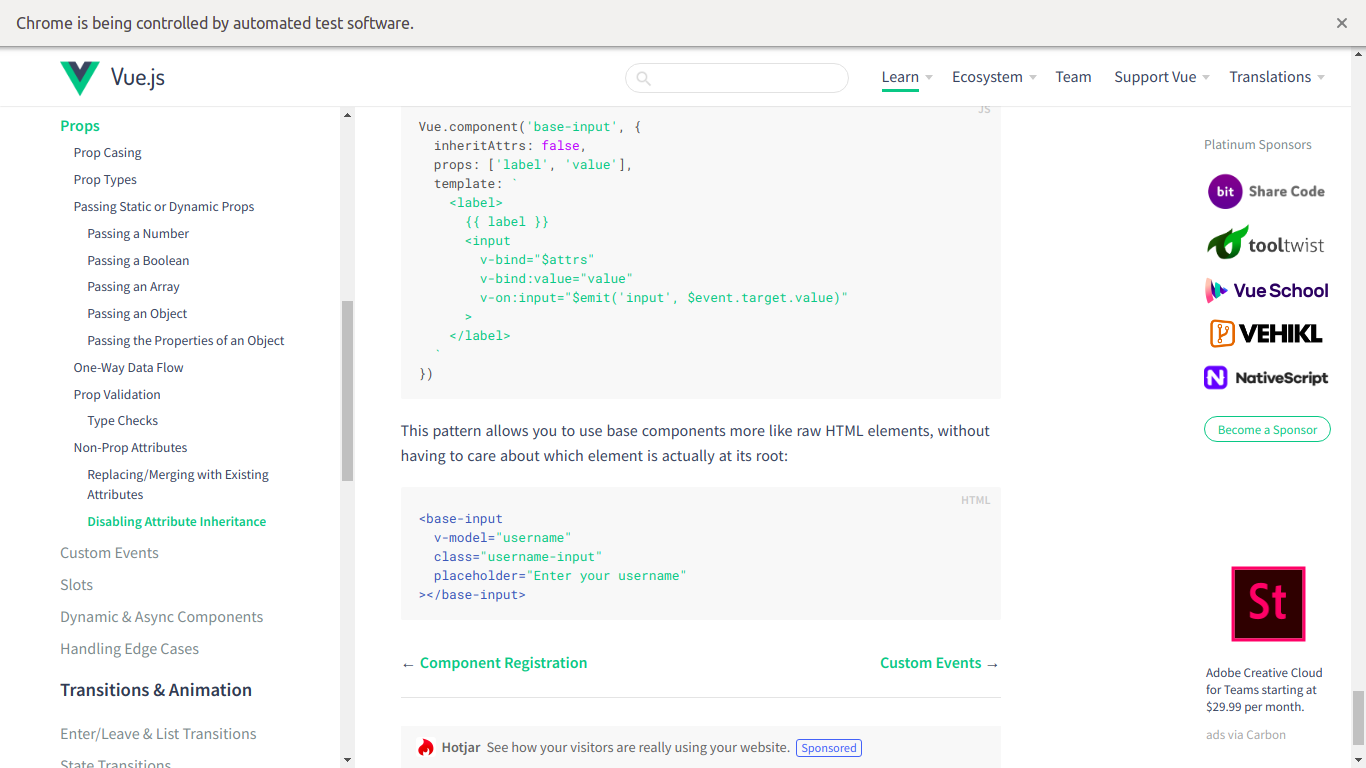 Chrome is being controlled by automated test software.
Vue.js
Learn
Ecosystem
Team
Support Vue
Translations
Props
Prop Casing
Prop Types
Passing Static or Dynamic Props
Passing a Number
Passing a Boolean
Passing an Array
Passing an Object
Passing the Properties of an Object
One-Way Data Flow
Prop Validation
Type Checks
Non-Prop Attributes
Replacing/Merging with Existing
Attributes
Disabling Attribute Inheritance
Custom Events
Slots
Dynamic & Async Components
Handling Edge Cases
Transitions & Animation
Enter/Leave & List Transitions
State Transitions
JS
Vue.component('base-input', {
  inheritAttrs: false,
  props: ['label', 'value'],
  template: `
    <label>
      {{ label }}
      <input
        v-bind="$attrs"
        v-bind:value="value"
        v-on:input="$emit('input', $event.target.value)"
      >
    </label>
  `
})
This pattern allows you to use base components more like raw HTML elements, without
having to care about which element is actually at its root:
HTML
<base-input
  v-model="username"
  class="username-input"
  placeholder="Enter your username"
></base-input>
← Component Registration
Custom Events →
Hotjar See how your visitors are really using your website. Sponsored
Platinum Sponsors
bit Share Code
tooltwist
Vue School
VEHIKL
NativeScript
Become a Sponsor
St
Adobe Creative Cloud
for Teams starting at
$29.99 per month.
ads via Carbon